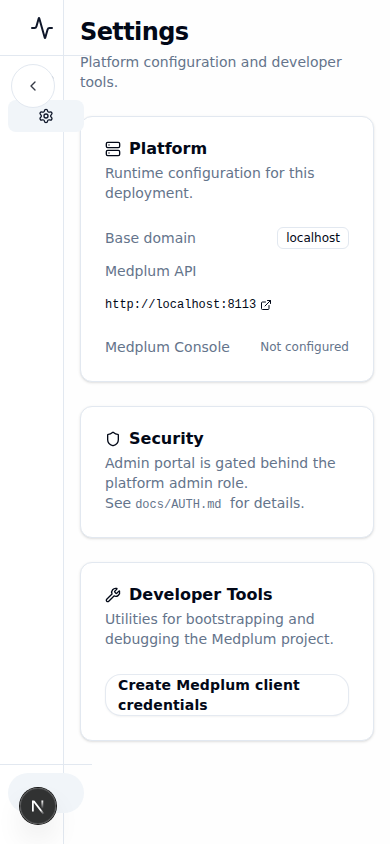 Settings
Platform configuration and developer
tools.
Platform
Runtime configuration for this
deployment.
Base domain
localhost
Medplum API
http://localhost:8113
Medplum Console
Not configured
Security
Admin portal is gated behind the
platform admin role.
See docs/AUTH.md for details.
Developer Tools
Utilities for bootstrapping and
debugging the Medplum project.
Create Medplum client
credentials
N